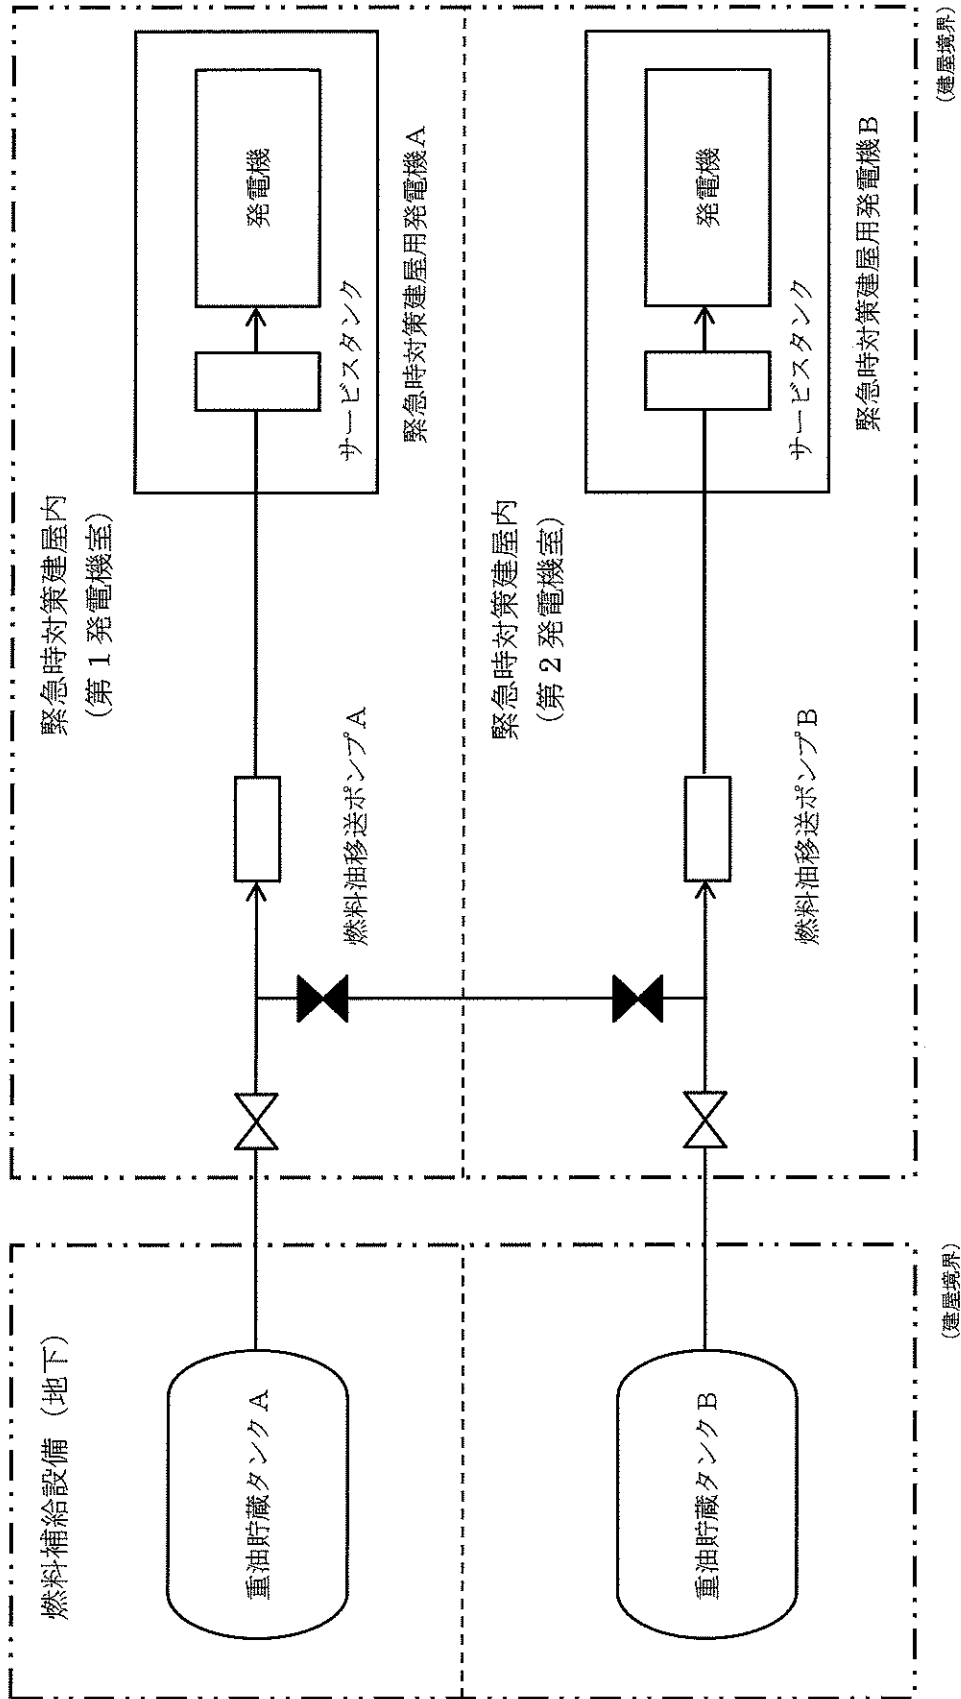 燃料補給設備（地下）
重油貯蔵タンクA
重油貯蔵タンクB
(建屋境界)
緊急時対策建屋内
(第1発電機室)
燃料油移送ポンプA
サービスタンク
発電機
緊急時対策建屋用発電機A
緊急時対策建屋内
(第2発電機室)
燃料油移送ポンプB
サービスタンク
発電機
緊急時対策建屋用発電機B
(建屋境界)